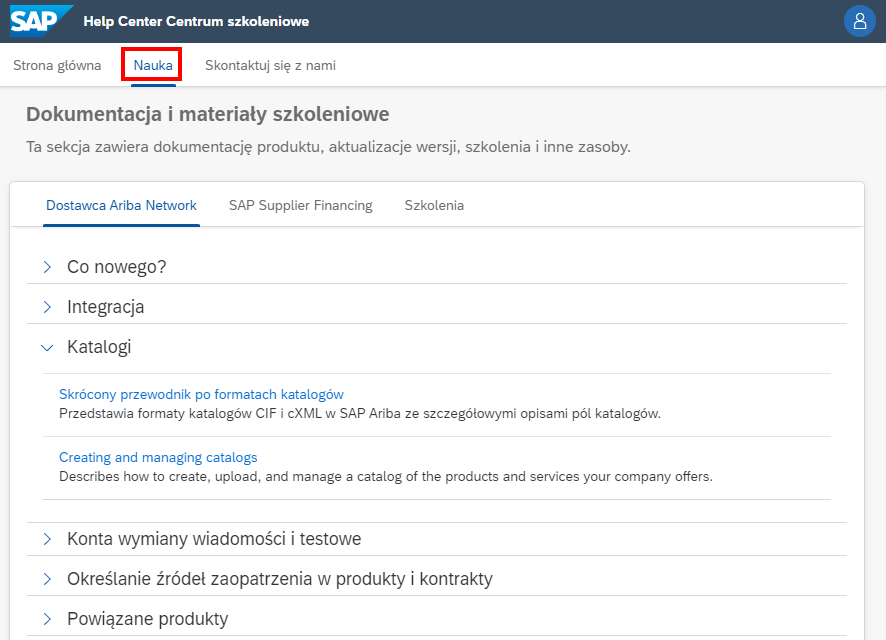 SAP Help Center Centrum szkoleniowe
Strona główna Nauka Skontaktuj się z nami
Dokumentacja i materiały szkoleniowe
Ta sekcja zawiera dokumentację produktu, aktualizacje wersji, szkolenia i inne zasoby.
Dostawca Ariba Network SAP Supplier Financing Szkolenia
Co nowego?
Integracja
Katalogi
Skrócony przewodnik po formatach katalogów
Przedstawia formaty katalogów CIF i cXML w SAP Ariba ze szczegółowymi opisami pól katalogów.
Creating and managing catalogs
Describes how to create, upload, and manage a catalog of the products and services your company offers.
Konta wymiany wiadomości i testowe
Określanie źródeł zaopatrzenia w produkty i kontrakty
Powiązane produkty